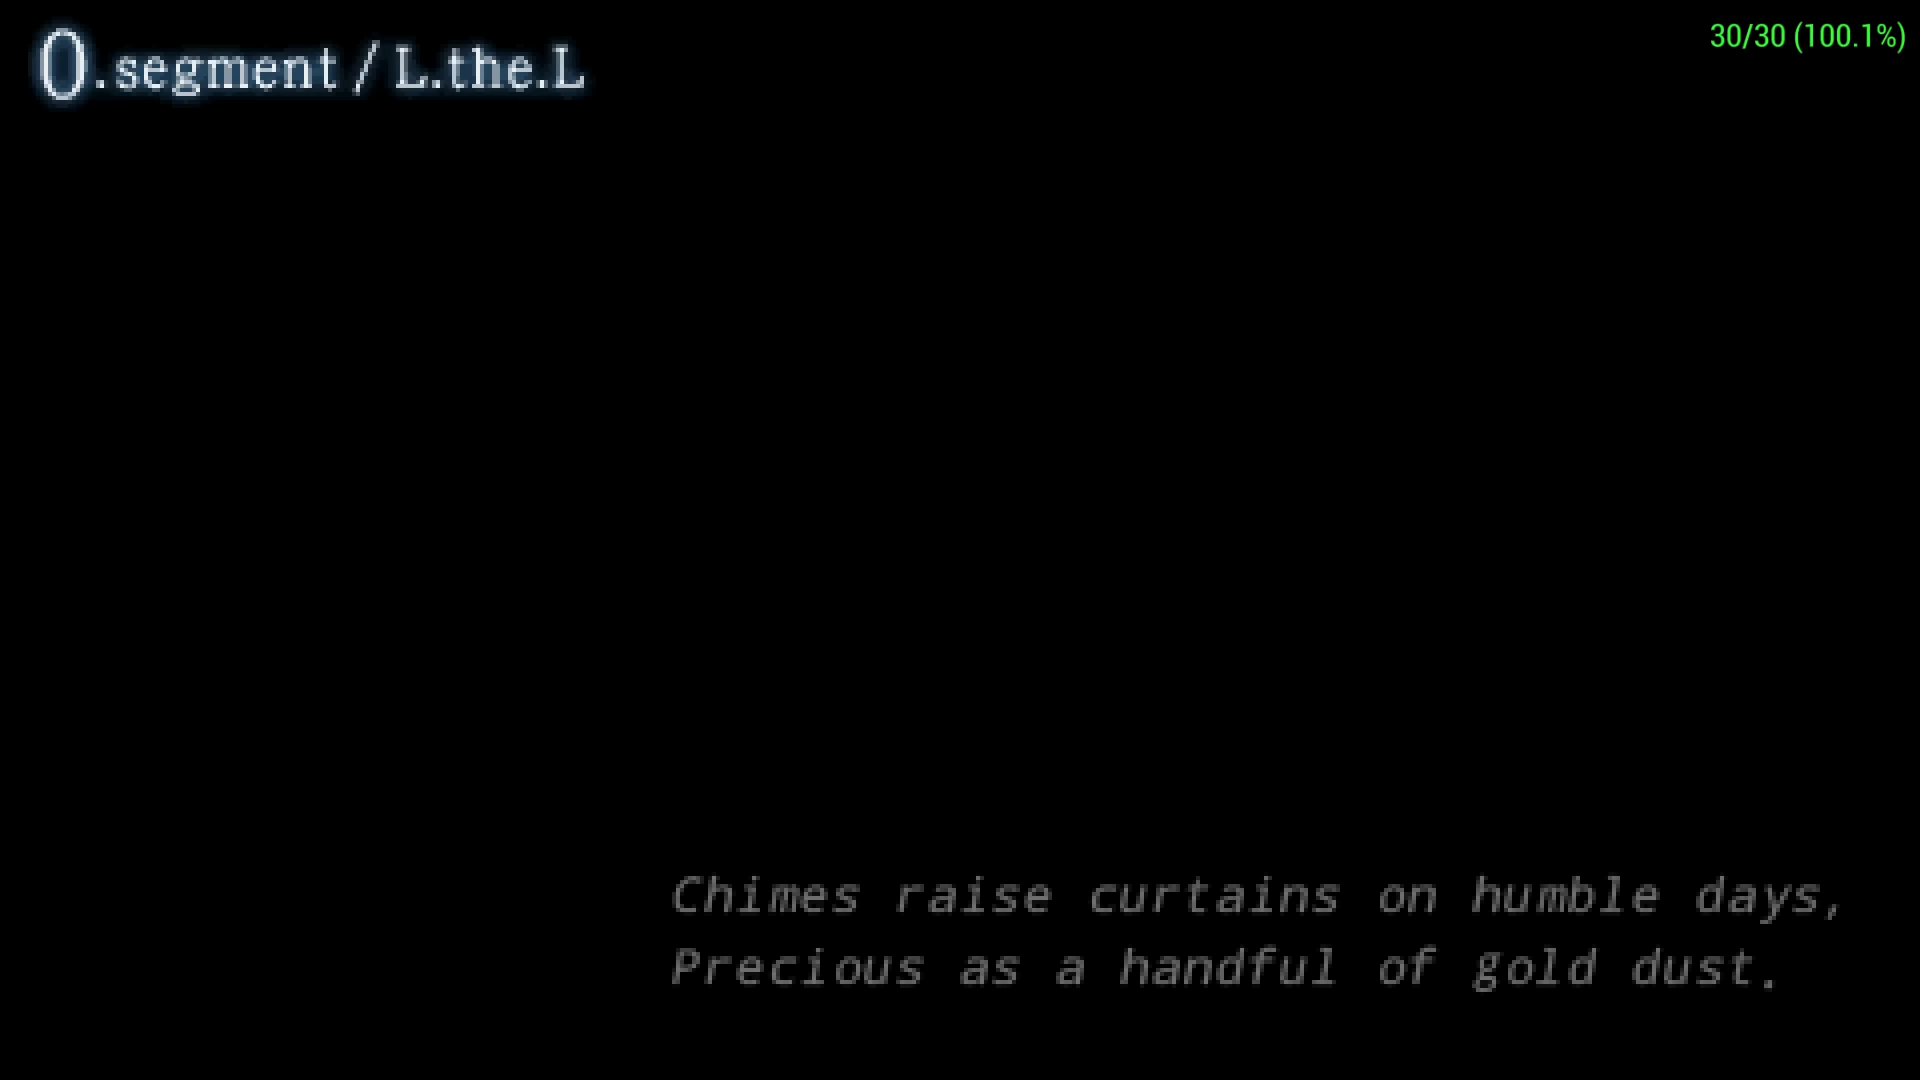 0.segment / L.the.L
30/30 (100.1%)
Chimes raise curtains on humble days,
Precious as a handful of gold dust.